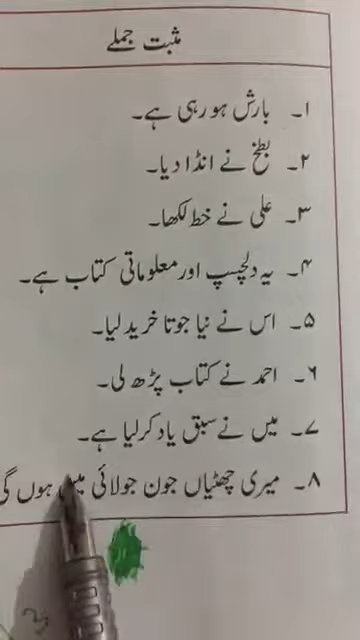 مثبت جملے
۱۔ بارش ہو رہی ہے۔
۲۔ بطخ نے انڈا دیا۔
۳۔ علی نے خط لکھا۔
۴۔ یہ دلچسپ اور معلوماتی کتاب ہے۔
۵۔ اس نے نیا جوتا خرید لیا۔
۶۔ احمد نے کتاب پڑھ لی۔
۷۔ میں نے سبق یاد کر لیا ہے۔
۸۔ میری چھٹیاں جون جولائی میں ہوں گی